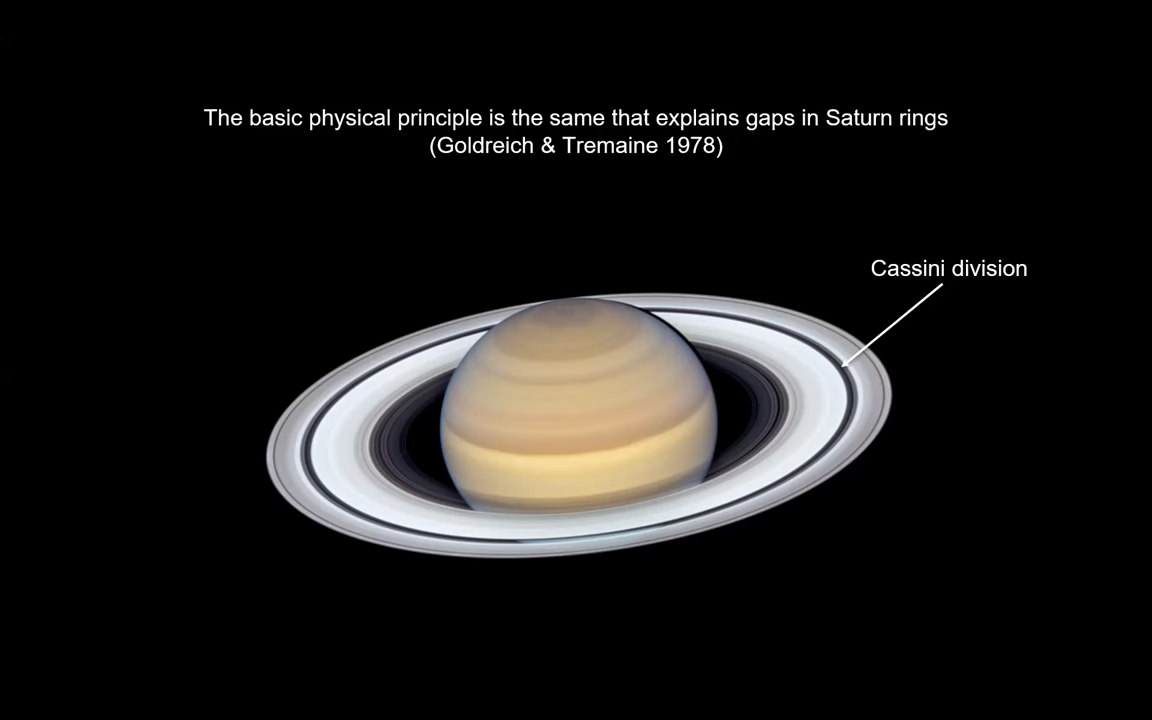 The basic physical principle is the same that explains gaps in Saturn rings
(Goldreich & Tremaine 1978)
Cassini division